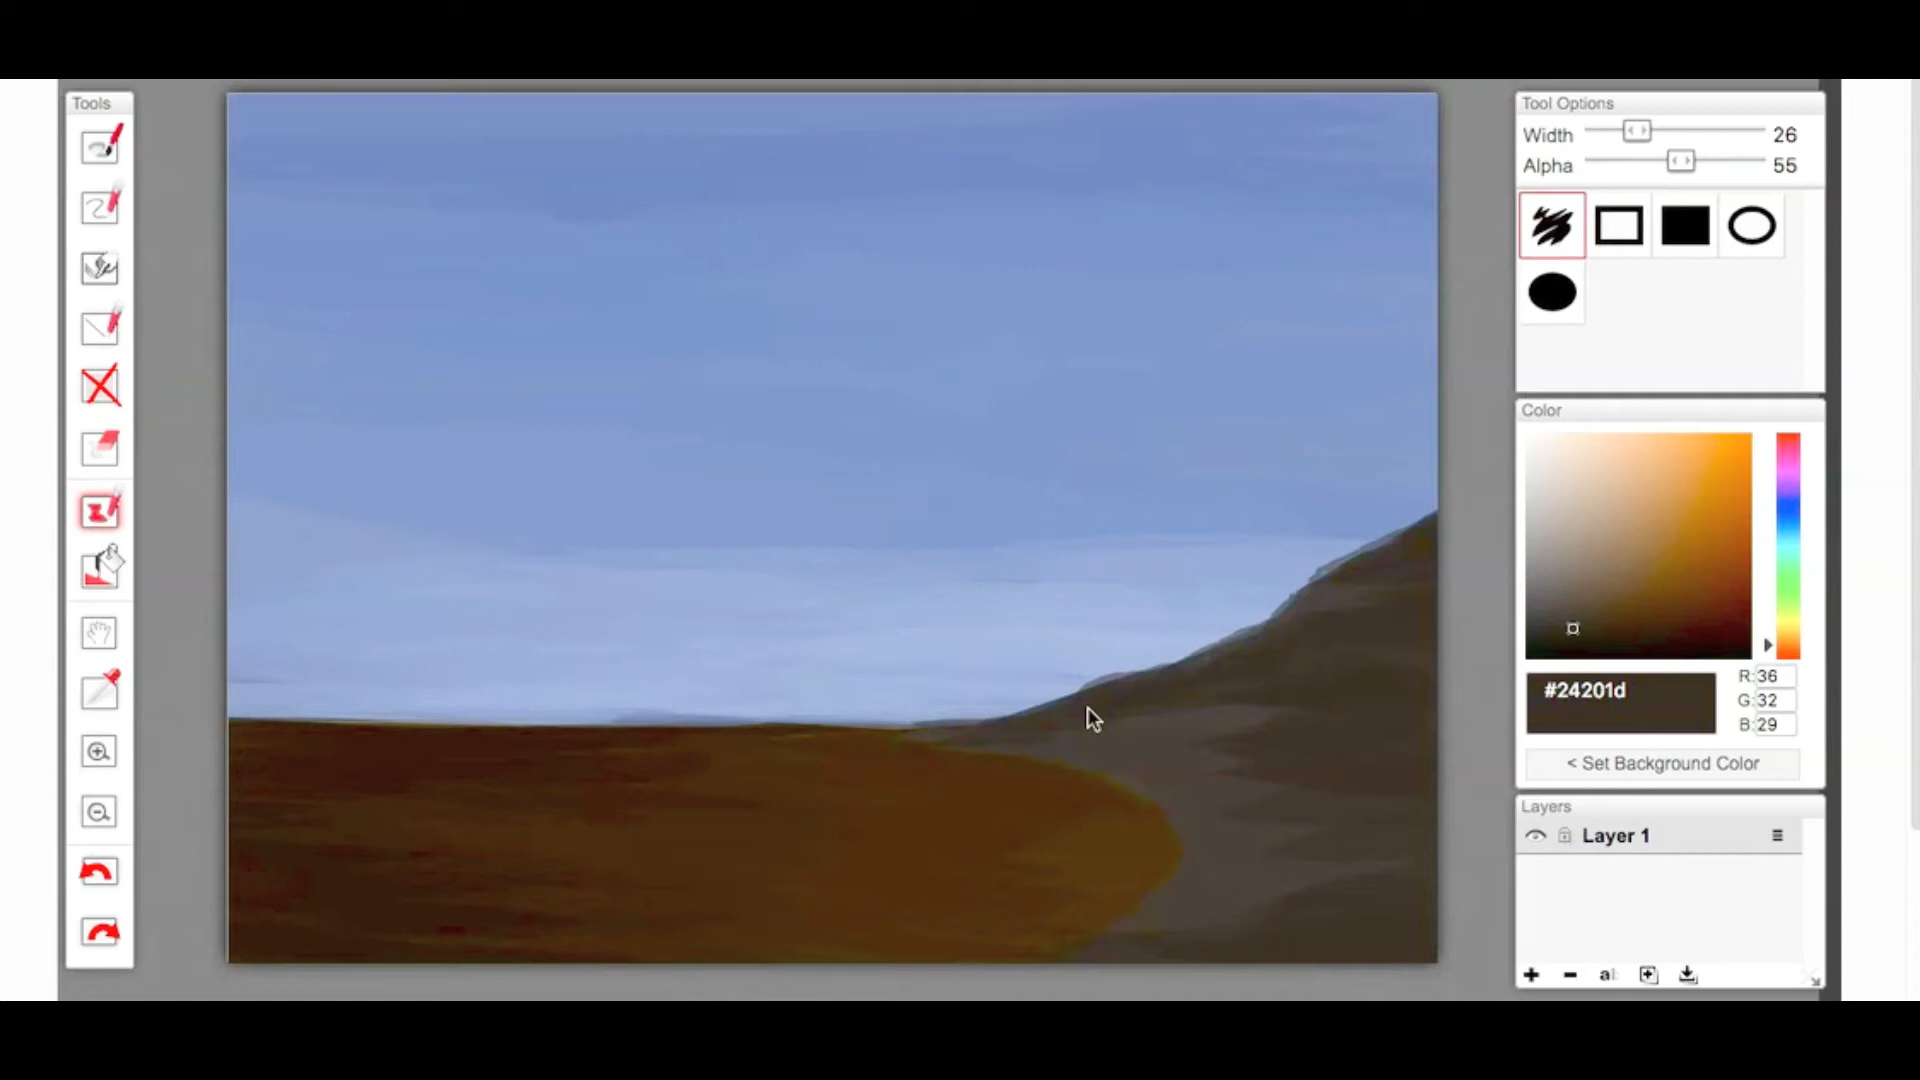 Tools
Tool Options
Width 26
Alpha 55
Color
#24201d
R: 36
G: 32
B: 29
< Set Background Color
Layers
Layer 1